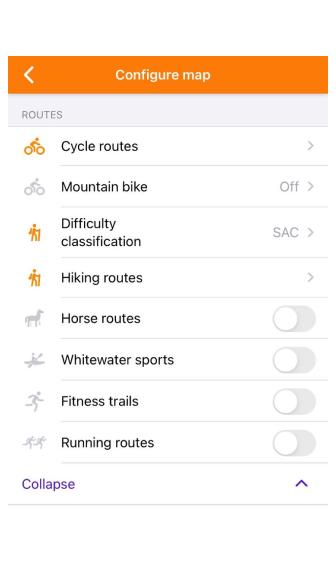 Configure map
ROUTES
Cycle routes
Mountain bike Off
Difficulty
classification
SAC
Hiking routes
Horse routes
Whitewater sports
Fitness trails
Running routes
Collapse